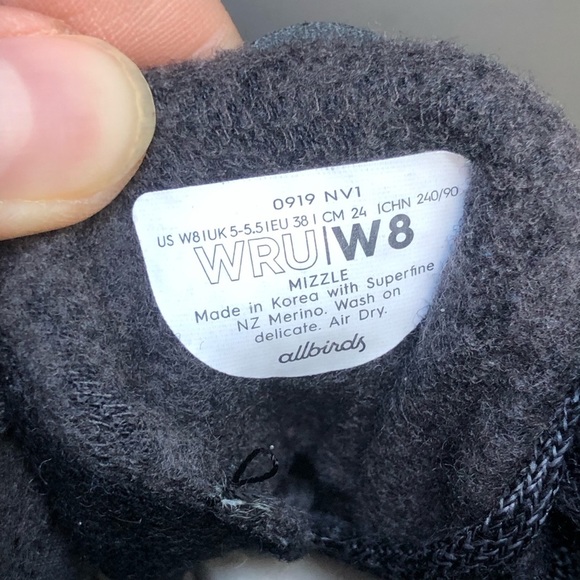 0919 NV1
US W8|UK 5-5.5|EU 38|CM 24 |CHN 240/90
WRU|W8
MIZZLE
Made in Korea with Superfine
NZ Merino. Wash on
delicate. Air Dry.
allbirds